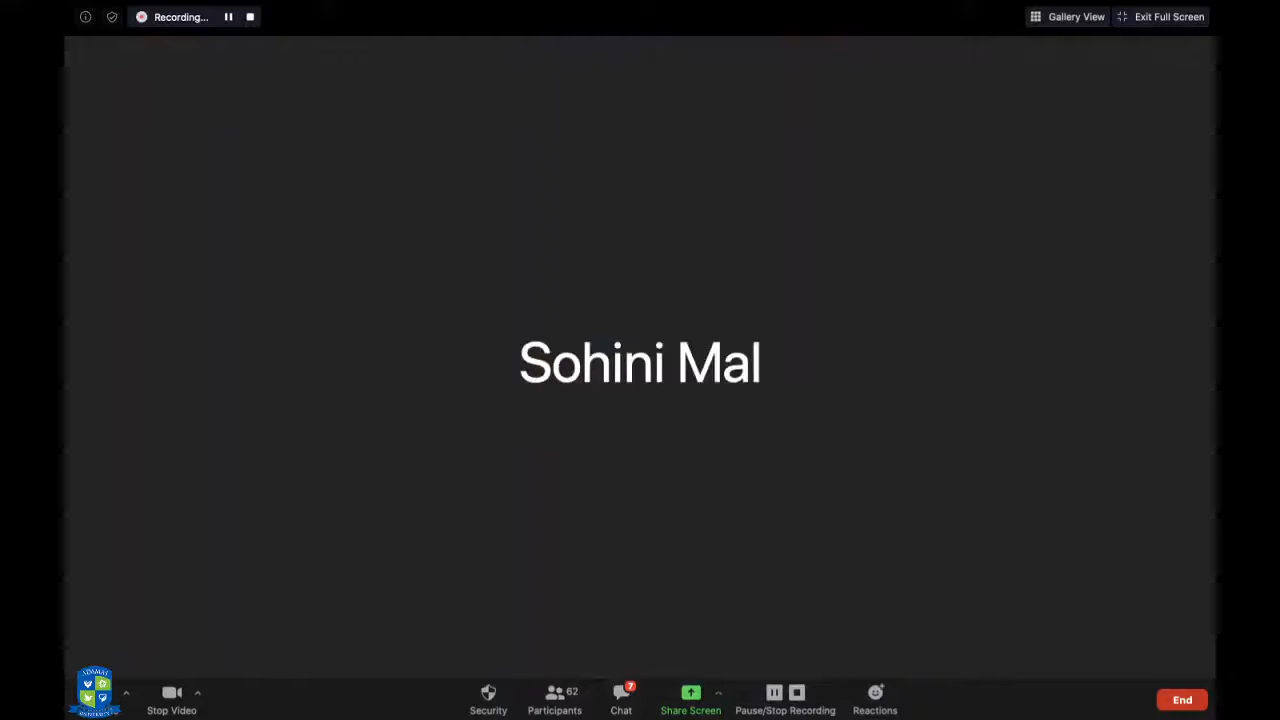 Recording...
Gallery View
Exit Full Screen
Sohini Mal
62
7
Stop Video
Security
Participants
Chat
Share Screen
Pause/Stop Recording
Reactions
End